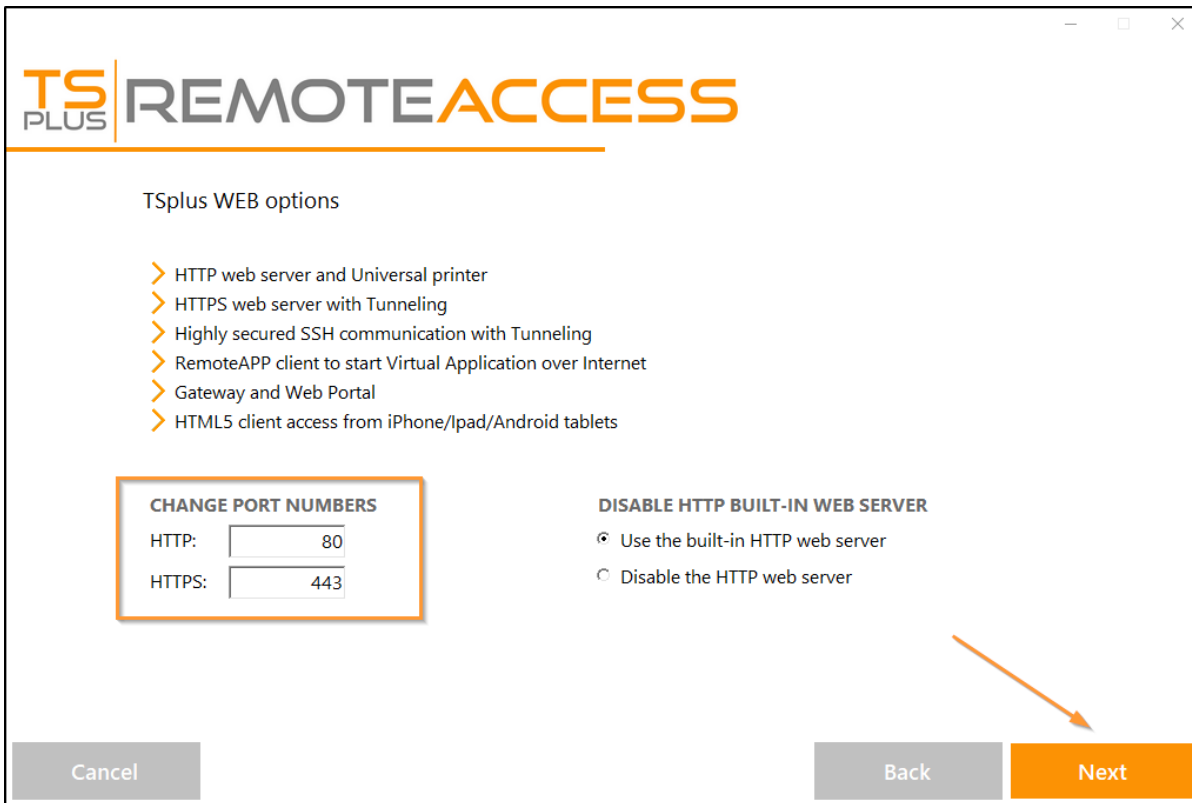 TS PLUS REMOTEACCESS
TSplus WEB options
HTTP web server and Universal printer
HTTPS web server with Tunneling
Highly secured SSH communication with Tunneling
RemoteAPP client to start Virtual Application over Internet
Gateway and Web Portal
HTML5 client access from iPhone/Ipad/Android tablets
CHANGE PORT NUMBERS
HTTP: 80
HTTPS: 443
DISABLE HTTP BUILT-IN WEB SERVER
Use the built-in HTTP web server
Disable the HTTP web server
Cancel
Back
Next